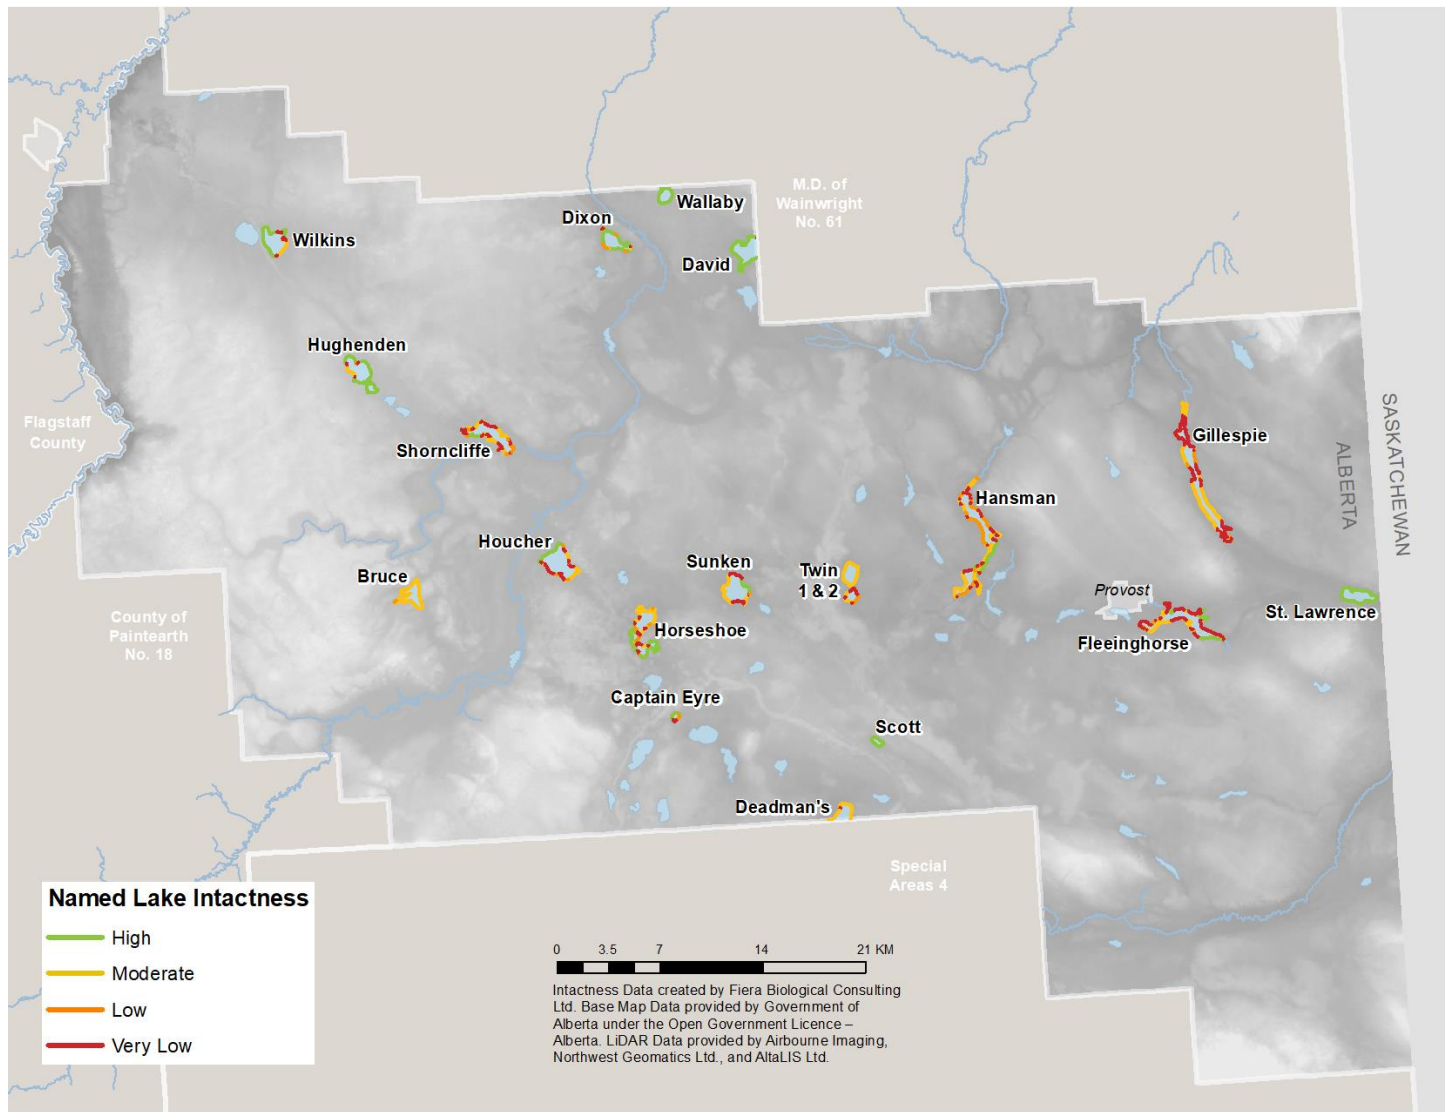 M.D. of
Wainwright
No. 61
Wallaby
Dixon
David
Wilkins
Hughenden
Flagstaff
County
Shorncliffe
Gillespie
SASKATCHEWAN
ALBERTA
Hansman
Houcher
Sunken
Twin
1 & 2
Bruce
Provost
St. Lawrence
County of
Paintearth
No. 18
Horseshoe
Fleeinghorse
Captain Eyre
Scott
Deadman's
Special
Areas 4
Named Lake Intactness
High
Moderate
Low
Very Low
0 3.5 7 14 21 KM
Intactness Data created by Fiera Biological Consulting
Ltd. Base Map Data provided by Government of
Alberta under the Open Government Licence –
Alberta. LiDAR Data provided by Airbourne Imaging,
Northwest Geomatics Ltd., and AltaLIS Ltd.